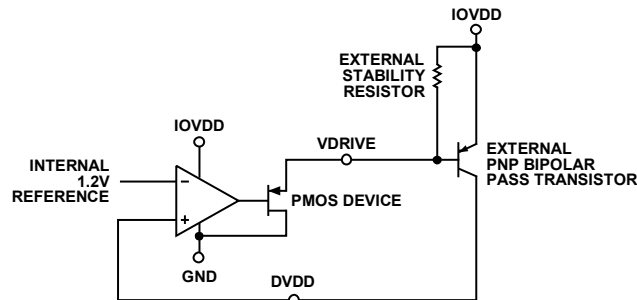 IOVDD
EXTERNAL
STABILITY
RESISTOR
IOVDD
VDRIVE
EXTERNAL
PNP BIPOLAR
PASS TRANSISTOR
INTERNAL
1.2V
REFERENCE
–
+
PMOS DEVICE
GND
DVDD